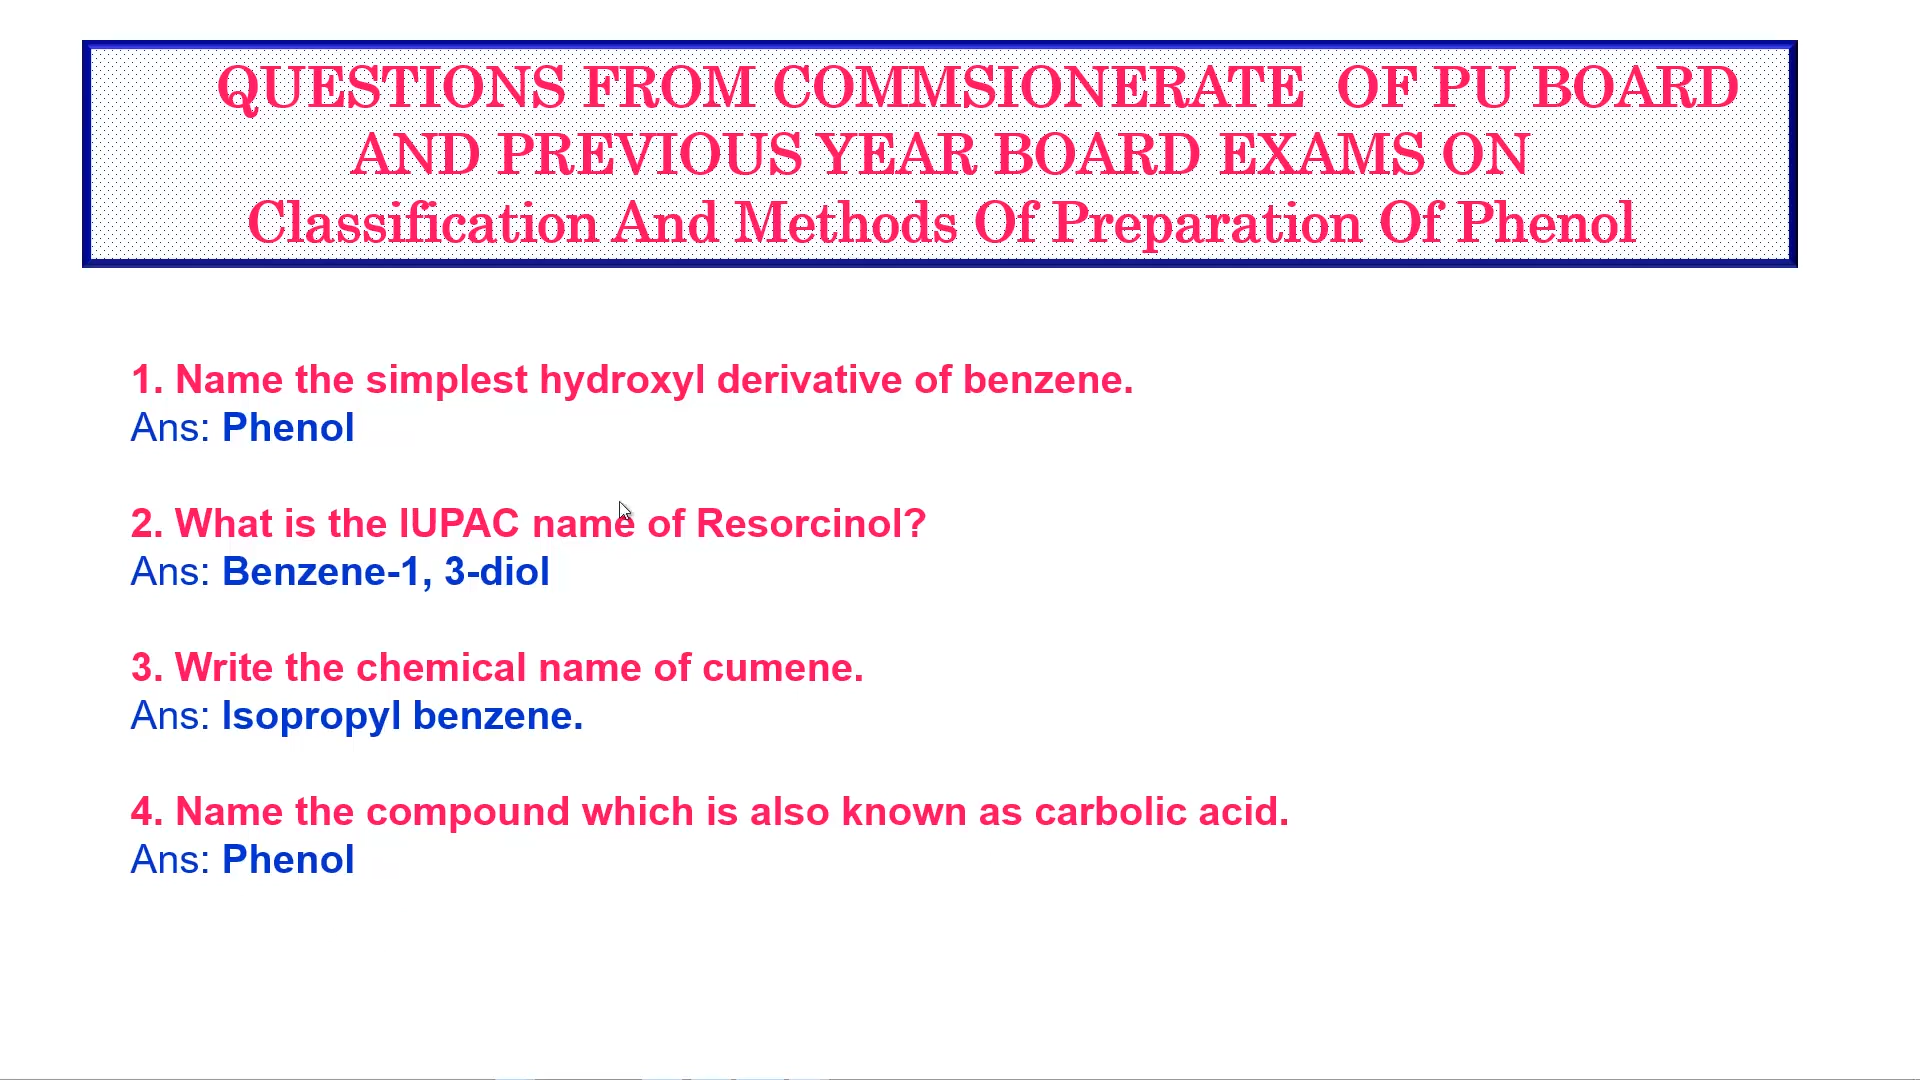 QUESTIONS FROM COMMSIONERATE OF PU BOARD
AND PREVIOUS YEAR BOARD EXAMS ON
Classification And Methods Of Preparation Of Phenol
1. Name the simplest hydroxyl derivative of benzene.
Ans: Phenol
2. What is the IUPAC name of Resorcinol?
Ans: Benzene-1, 3-diol
3. Write the chemical name of cumene.
Ans: Isopropyl benzene.
4. Name the compound which is also known as carbolic acid.
Ans: Phenol